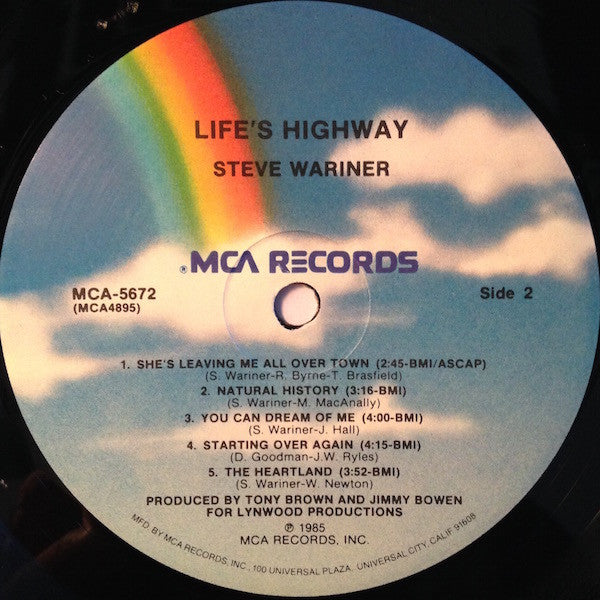 LIFE'S HIGHWAY
STEVE WARINER
®MCA RECORDS
MCA-5672
(MCA4895)
Side 2
1. SHE'S LEAVING ME ALL OVER TOWN (2:45-BMI/ASCAP)
(S. Wariner-R. Byrne-T. Brasfield)
2. NATURAL HISTORY (3:16-BMI)
(S. Wariner-M. MacAnally)
3. YOU CAN DREAM OF ME (4:00-BMI)
(S. Wariner-J. Hall)
4. STARTING OVER AGAIN (4:15-BMI)
(D. Goodman-J.W. Ryles)
5. THE HEARTLAND (3:52-BMI)
(S. Wariner-W. Newton)
PRODUCED BY TONY BROWN AND JIMMY BOWEN
FOR LYNWOOD PRODUCTIONS
℗ 1985
MCA RECORDS, INC.
MFD. BY MCA RECORDS, INC., 100 UNIVERSAL PLAZA, UNIVERSAL CITY, CALIF. 91608